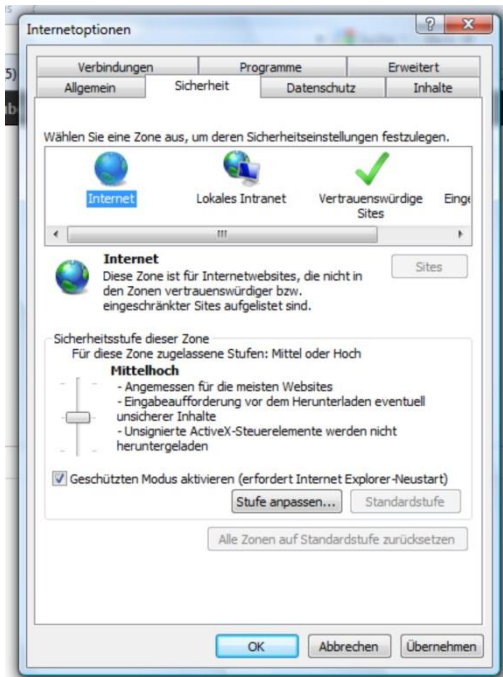 Internetoptionen
Verbindungen Programme Erweitert
Allgemein Sicherheit Datenschutz Inhalte
Wählen Sie eine Zone aus, um deren Sicherheitseinstellungen festzulegen.
Internet Lokales Intranet Vertrauenswürdige Einge
Sites
Internet
Diese Zone ist für Internetwebsites, die nicht in
den Zonen vertrauenswürdiger bzw.
eingeschränkter Sites aufgelistet sind.
Sites
Sicherheitsstufe dieser Zone
Für diese Zone zugelassene Stufen: Mittel oder Hoch
Mittelhoch
- Angemessen für die meisten Websites
- Eingabeaufforderung vor dem Herunterladen eventuell
unsicherer Inhalte
- Unsignierte ActiveX-Steuerelemente werden nicht
heruntergeladen
Geschützten Modus aktivieren (erfordert Internet Explorer-Neustart)
Stufe anpassen... Standardstufe
Alle Zonen auf Standardstufe zurücksetzen
OK Abbrechen Übernehmen